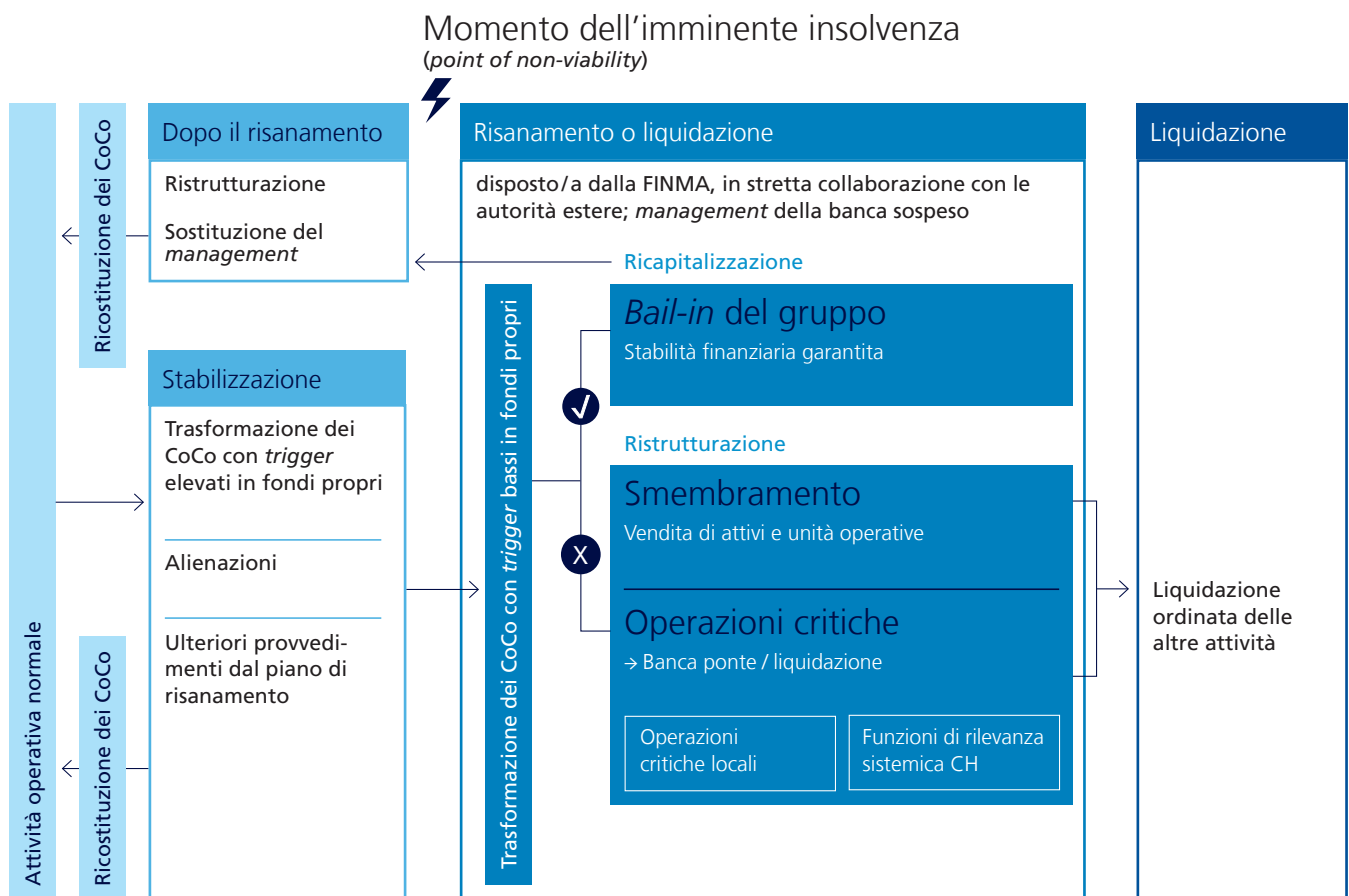 Momento dell'imminente insolvenza
(point of non-viability)
Attività operativa normale
Ricostituzione dei CoCo
Dopo il risanamento
Ristrutturazione
Sostituzione del
management
Ricostituzione dei CoCo
Stabilizzazione
Trasformazione dei
CoCo con trigger
elevati in fondi propri
Alienazioni
Ulteriori provvedi-
menti dal piano di
risanamento
Risanamento o liquidazione
disposto/a dalla FINMA, in stretta collaborazione con le
autorità estere; management della banca sospeso
Trasformazione dei CoCo con trigger bassi in fondi propri
√
X
Ricapitalizzazione
Bail-in del gruppo
Stabilità finanziaria garantita
Ristrutturazione
Smembramento
Vendita di attivi e unità operative
Operazioni critiche
→ Banca ponte / liquidazione
Operazioni
critiche locali
Funzioni di rilevanza
sistemica CH
Liquidazione
Liquidazione
ordinata delle
altre attività